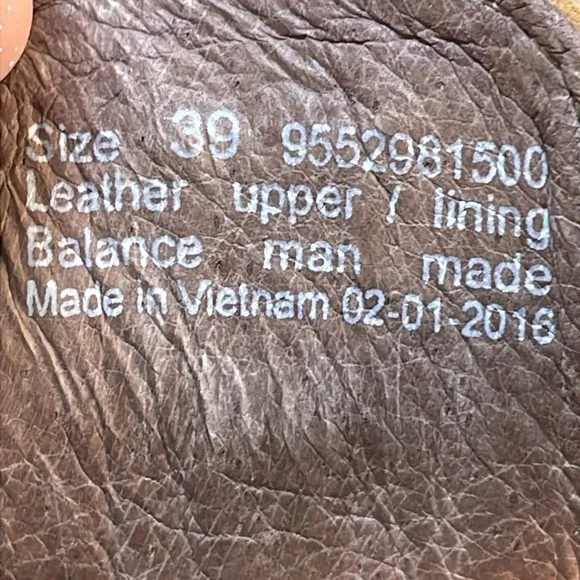 Size 39 9552981500
Leather upper / lining
Balance man made
Made in Vietnam 02-01-2016